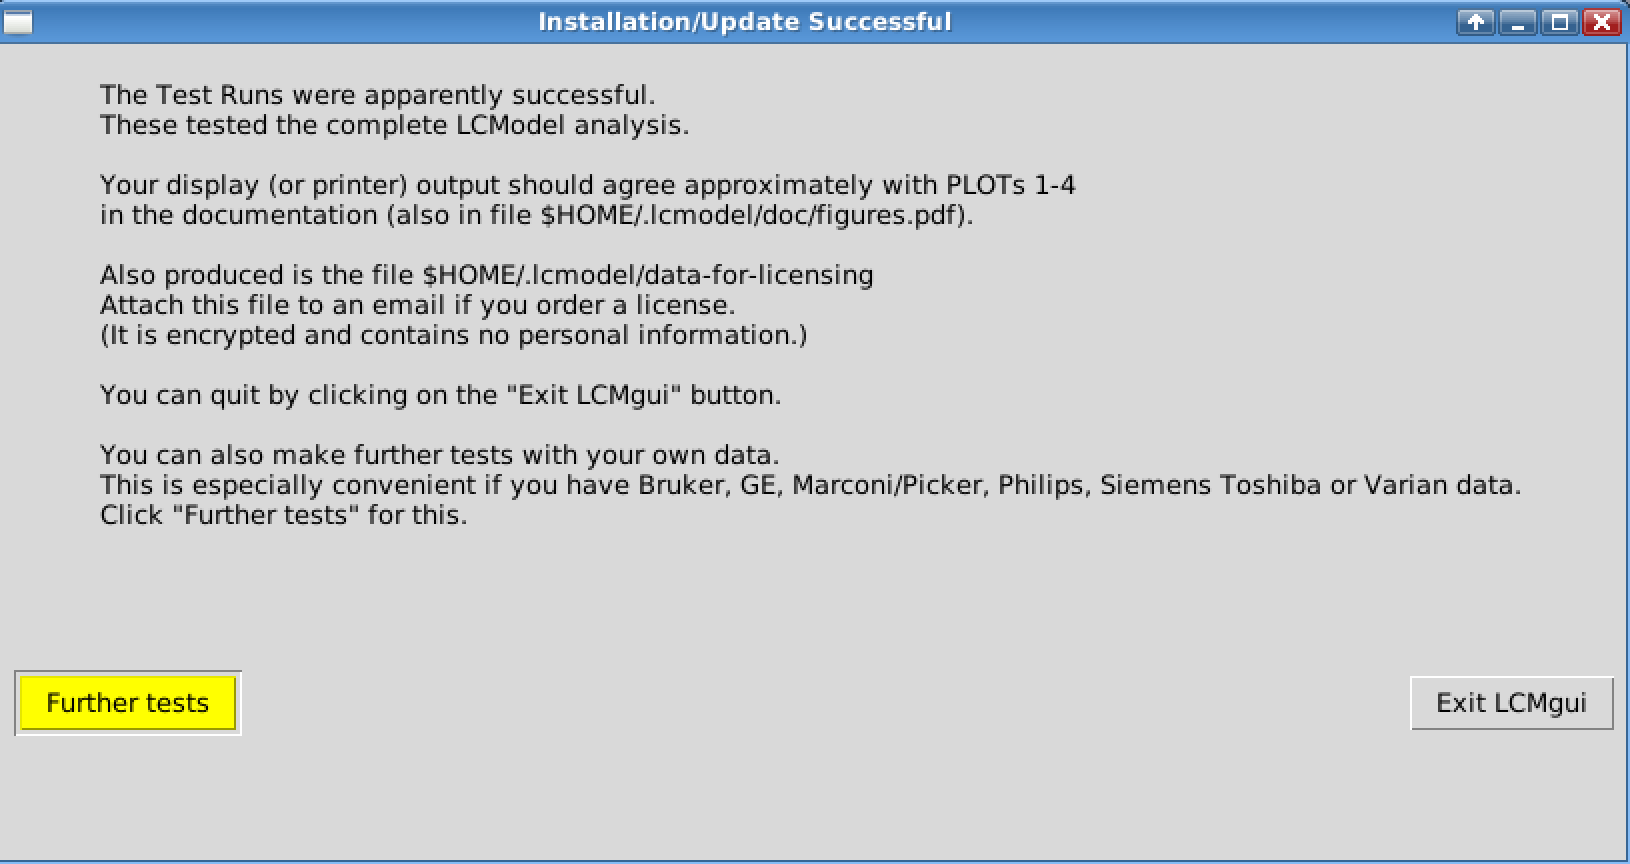 Installation/Update Successful
The Test Runs were apparently successful.
These tested the complete LCModel analysis.
Your display (or printer) output should agree approximately with PLOTs 1-4
in the documentation (also in file $HOME/.lcmodel/doc/figures.pdf).
Also produced is the file $HOME/.lcmodel/data-for-licensing
Attach this file to an email if you order a license.
(It is encrypted and contains no personal information.)
You can quit by clicking on the "Exit LCMgui" button.
You can also make further tests with your own data.
This is especially convenient if you have Bruker, GE, Marconi/Picker, Philips, Siemens Toshiba or Varian data.
Click "Further tests" for this.
Further tests
Exit LCMgui